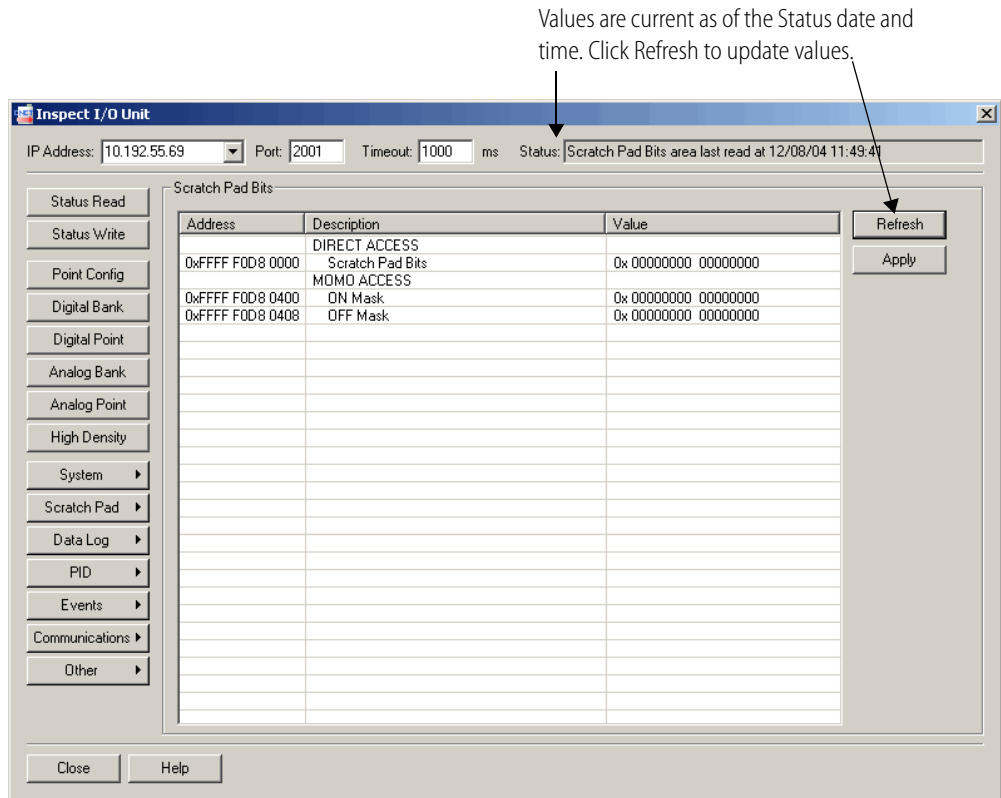 Values are current as of the Status date and
time. Click Refresh to update values.
Inspect I/O Unit
IP Address: 10.192.55.69 Port: 2001 Timeout: 1000 ms Status: Scratch Pad Bits area last read at 12/08/04 11:49:41
Status Read
Status Write
Point Config
Digital Bank
Digital Point
Analog Bank
Analog Point
High Density
System
Scratch Pad
Data Log
PID
Events
Communications
Other
Scratch Pad Bits
Address Description Value
DIRECT ACCESS
0xFFFF F0D8 0000 Scratch Pad Bits 0x 00000000 00000000
MOMO ACCESS
0xFFFF F0D8 0400 ON Mask 0x 00000000 00000000
0xFFFF F0D8 0408 OFF Mask 0x 00000000 00000000
Refresh
Apply
Close Help